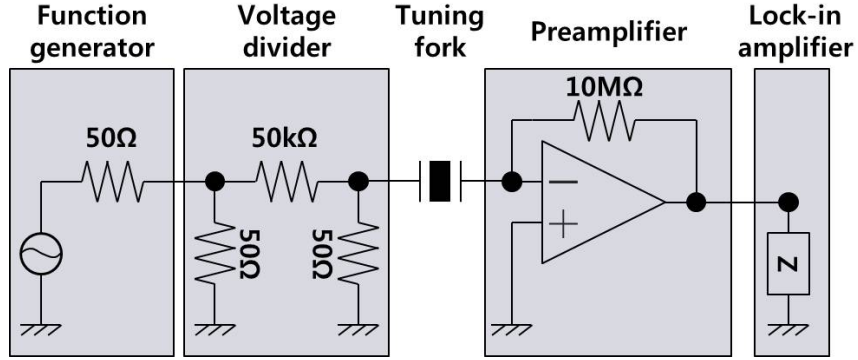 Function
generator
Voltage
divider
Tuning
fork
Preamplifier
Lock-in
amplifier
50Ω
50kΩ
10MΩ
50Ω
50Ω
Z